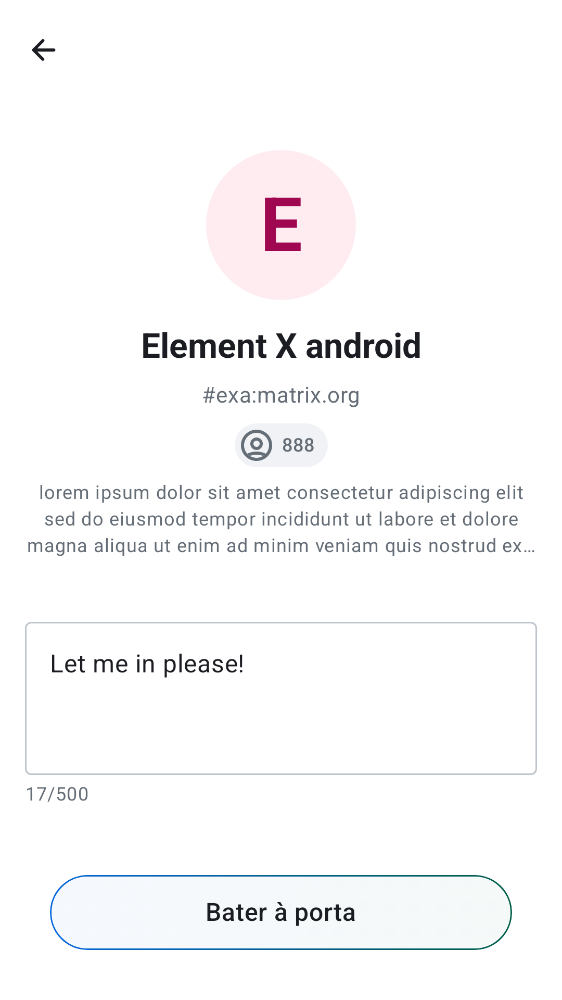 E
Element X android
#exa:matrix.org
888
lorem ipsum dolor sit amet consectetur adipiscing elit
sed do eiusmod tempor incididunt ut labore et dolore
magna aliqua ut enim ad minim veniam quis nostrud ex…
Let me in please!
17/500
Bater à porta